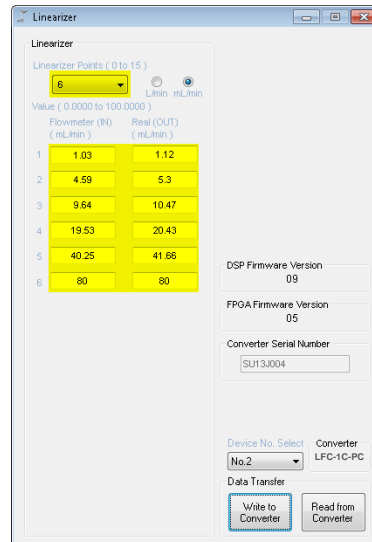 Linearizer
Linearizer
Linearizer Points ( 0 to 15 )
6
L/min mL/min
Value ( 0.0000 to 100.0000 )
Flowmeter (IN) Real (OUT)
( mL/min ) ( mL/min )
1 1.03 1.12
2 4.59 5.3
3 9.64 10.47
4 19.53 20.43
5 40.25 41.66
6 80 80
DSP Firmware Version
09
FPGA Firmware Version
05
Converter Serial Number
SU13J004
Device No. Select Converter
No.2 LFC-1C-PC
Data Transfer
Write to Read from
Converter Converter